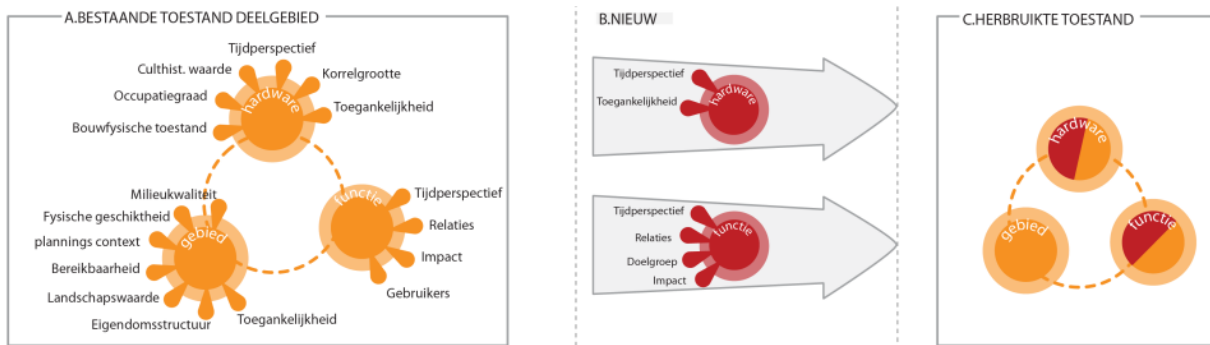 A.BESTAANDE TOESTAND DEELGEBIED
Tijdperspectief
Culthist. waarde
Korrelgrootte
Occupatiegraad
Toegankelijkheid
Bouwfysische toestand
hardware
Milieukwaliteit
Fysische geschiktheid
plannings context
Bereikbaarheid
Landschapswaarde
Eigendomsstructuur
Toegankelijkheid
gebied
functie
Tijdperspectief
Relaties
Impact
Gebruikers
B.NIEUW
Tijdperspectief
Toegankelijkheid
hardware
Tijdperspectief
Relaties
Doelgroep
Impact
functie
C.HERBRUIKTE TOESTAND
hardware
gebied
functie